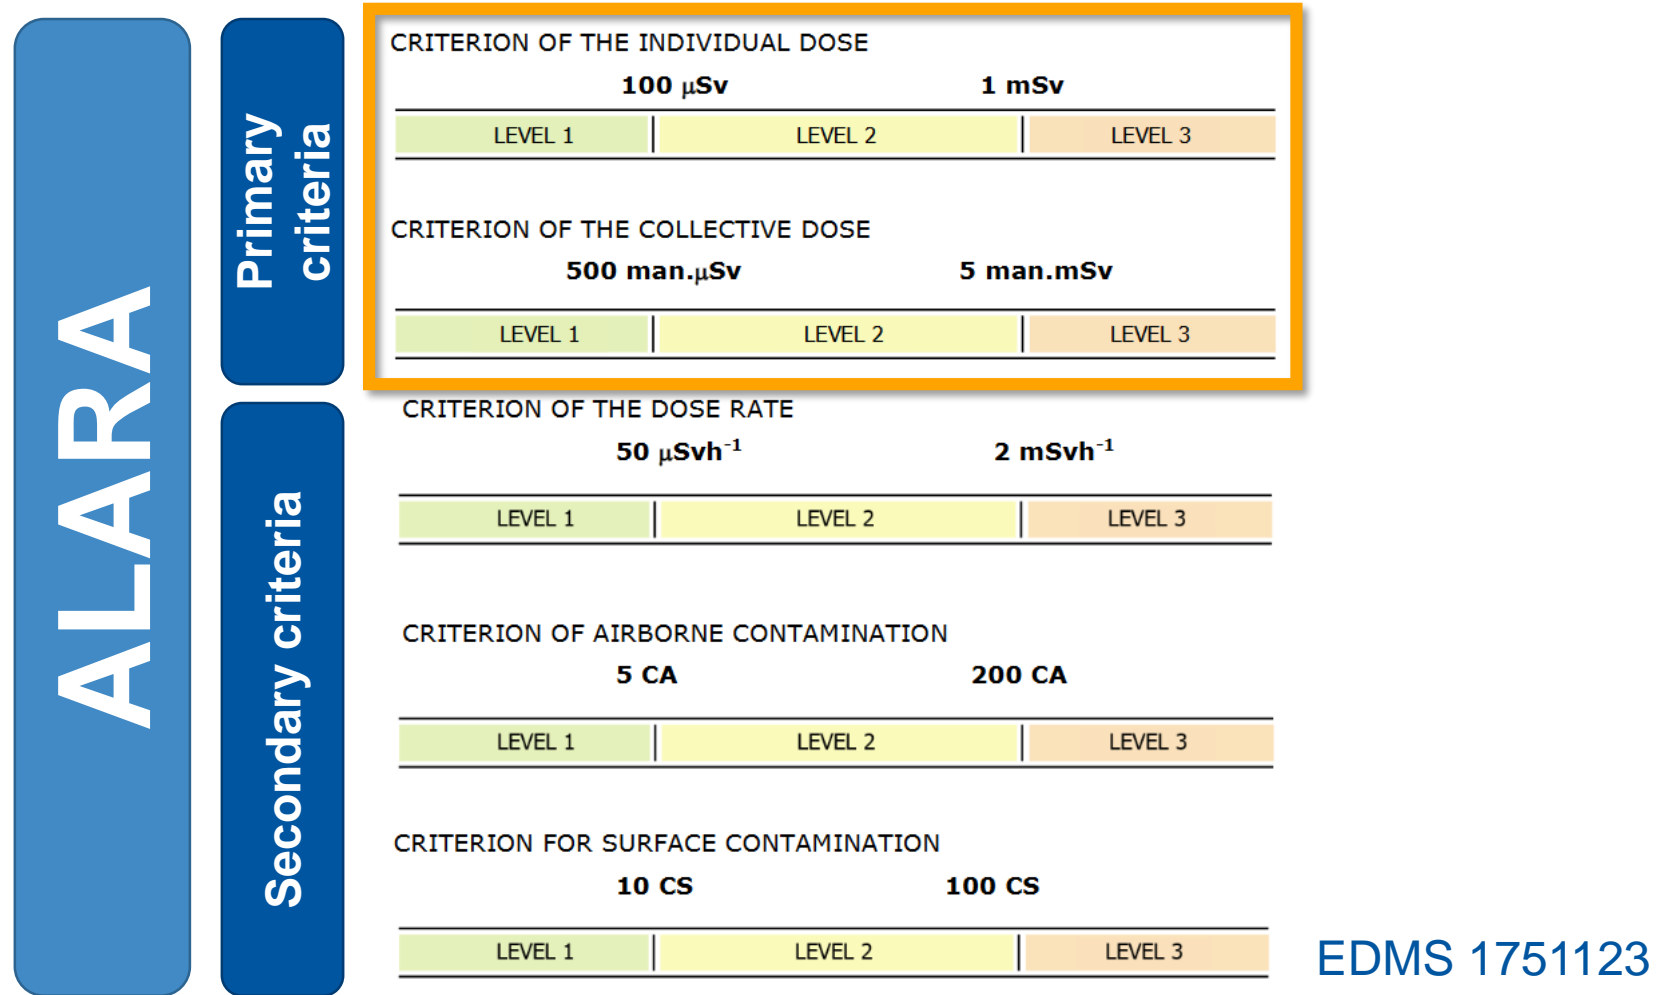 ALARA
Primary
criteria
CRITERION OF THE INDIVIDUAL DOSE
100 μSv 1 mSv
LEVEL 1 LEVEL 2 LEVEL 3
CRITERION OF THE COLLECTIVE DOSE
500 man.μSv 5 man.mSv
LEVEL 1 LEVEL 2 LEVEL 3
Secondary criteria
CRITERION OF THE DOSE RATE
50 μSvh⁻¹ 2 mSvh⁻¹
LEVEL 1 LEVEL 2 LEVEL 3
CRITERION OF AIRBORNE CONTAMINATION
5 CA 200 CA
LEVEL 1 LEVEL 2 LEVEL 3
CRITERION FOR SURFACE CONTAMINATION
10 CS 100 CS
LEVEL 1 LEVEL 2 LEVEL 3
EDMS 1751123